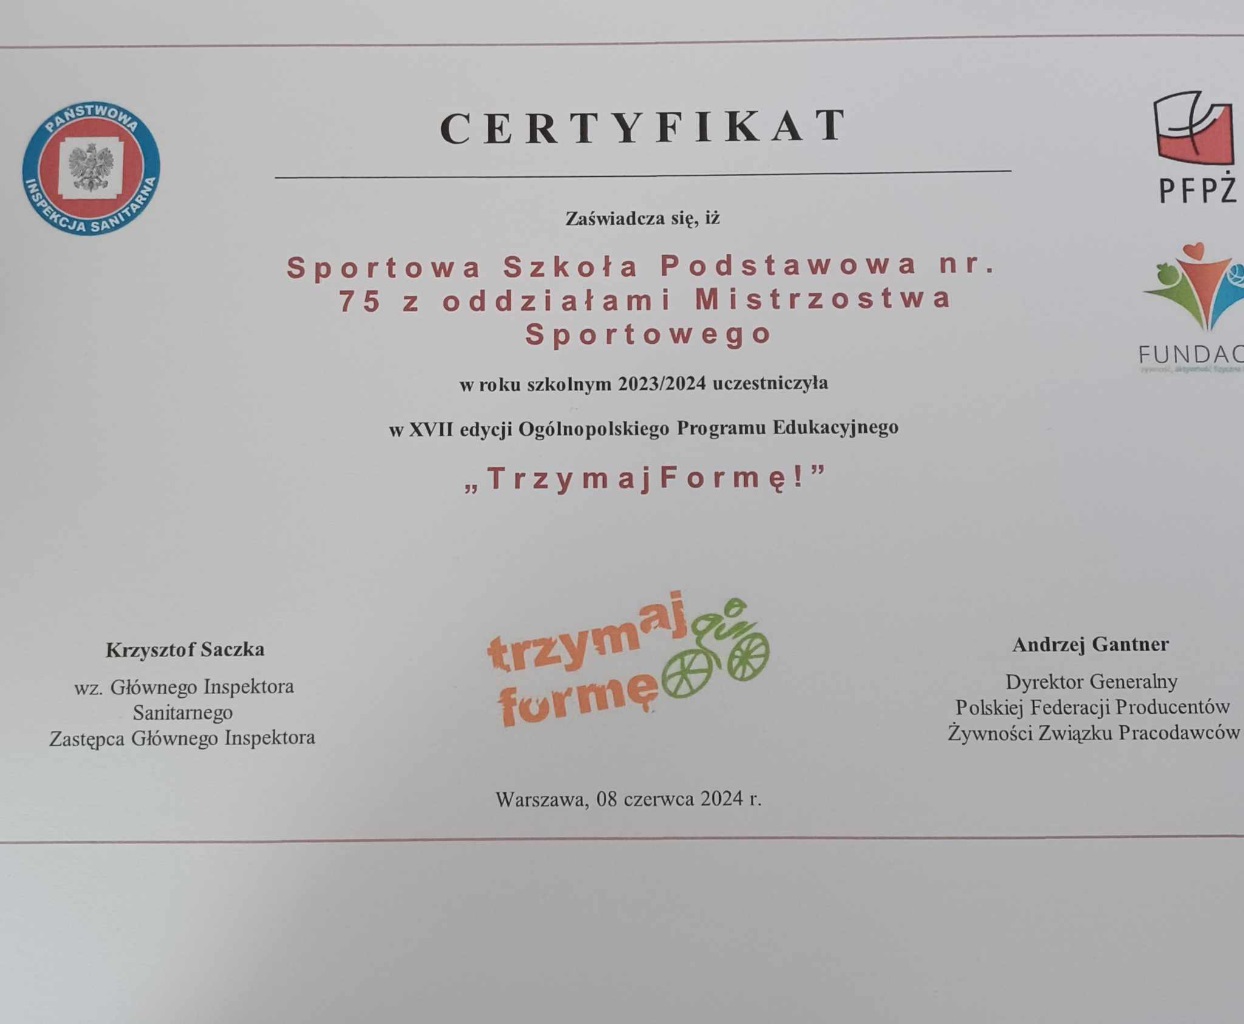 PAŃSTWOWA
INSPEKCJA SANITARNA
CERTYFIKAT
PFPŻ
Zaświadcza się, iż
Sportowa Szkoła Podstawowa nr.
75 z oddziałami Mistrzostwa
Sportowego
FUNDAC
w roku szkolnym 2023/2024 uczestniczyła
w XVII edycji Ogólnopolskiego Programu Edukacyjnego
„TrzymajFormę!”
trzymaj
formę
Krzysztof Saczka
wz. Głównego Inspektora
Sanitarnego
Zastępca Głównego Inspektora
Andrzej Gantner
Dyrektor Generalny
Polskiej Federacji Producentów
Żywności Związku Pracodawców
Warszawa, 08 czerwca 2024 r.